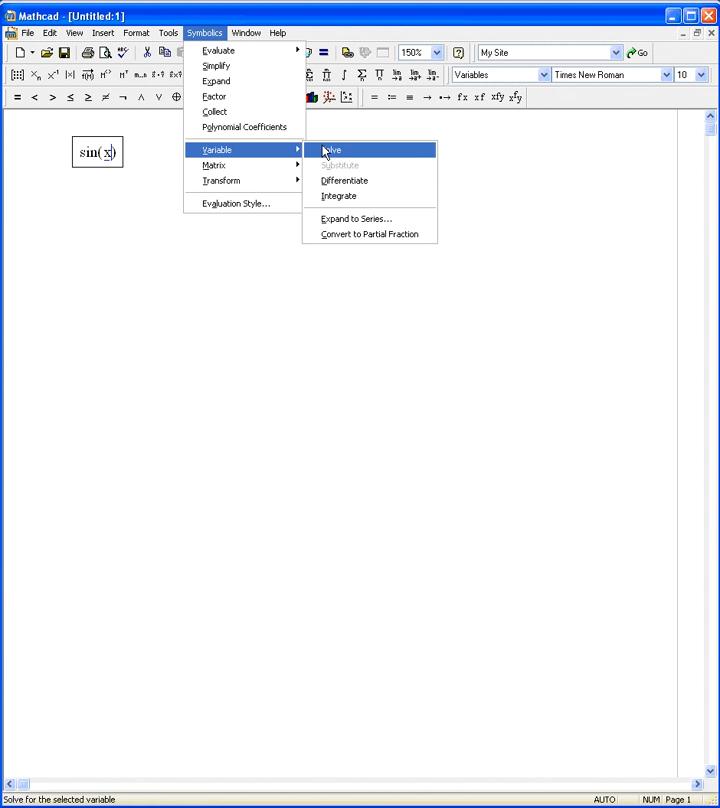 Mathcad - [Untitled:1]
File Edit View Insert Format Tools Symbolics Window Help
150% My Site Go
Variables Times New Roman 10
Evaluate
Simplify
Expand
Factor
Collect
Polynomial Coefficients
sin(x)
Variable
Matrix
Transform
Evaluation Style...
Substitute
Differentiate
Integrate
Expand to Series...
Convert to Partial Fraction
Solve for the selected variable AUTO NUM Page 1